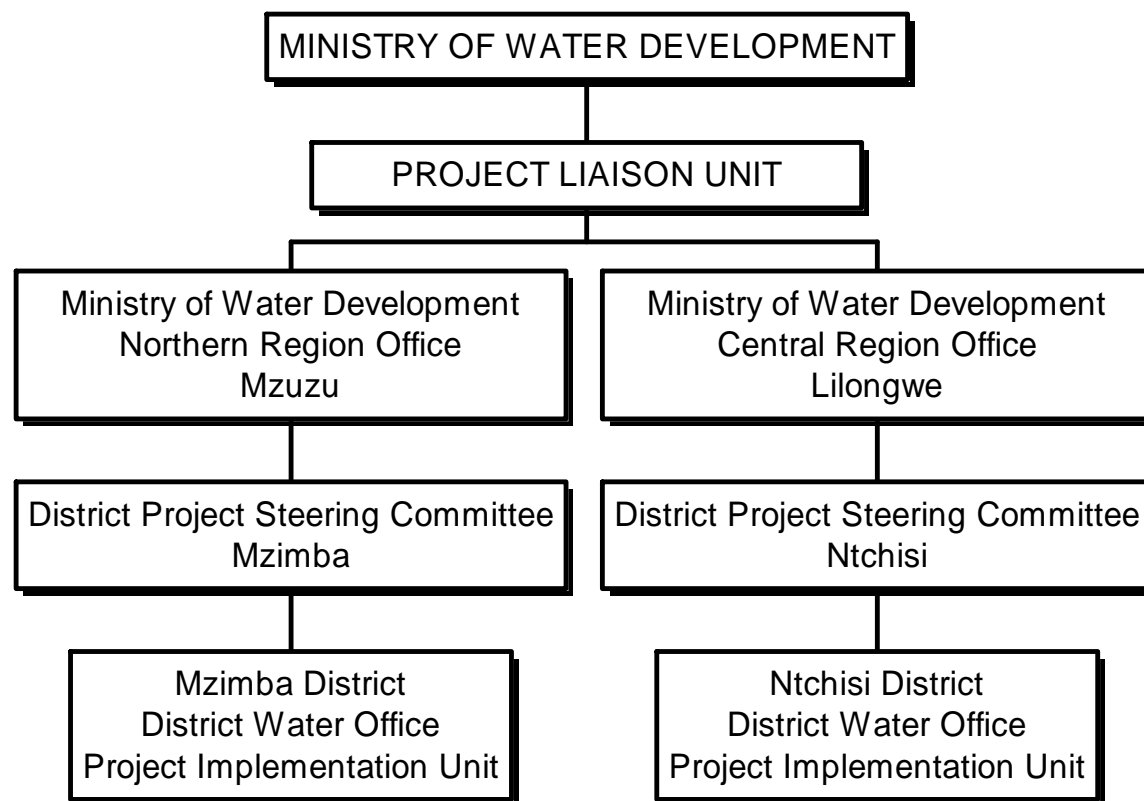 MINISTRY OF WATER DEVELOPMENT
PROJECT LIAISON UNIT
Ministry of Water Development
Northern Region Office
Mzuzu
Ministry of Water Development
Central Region Office
Lilongwe
District Project Steering Committee
Mzimba
District Project Steering Committee
Ntchisi
Mzimba District
District Water Office
Project Implementation Unit
Ntchisi District
District Water Office
Project Implementation Unit